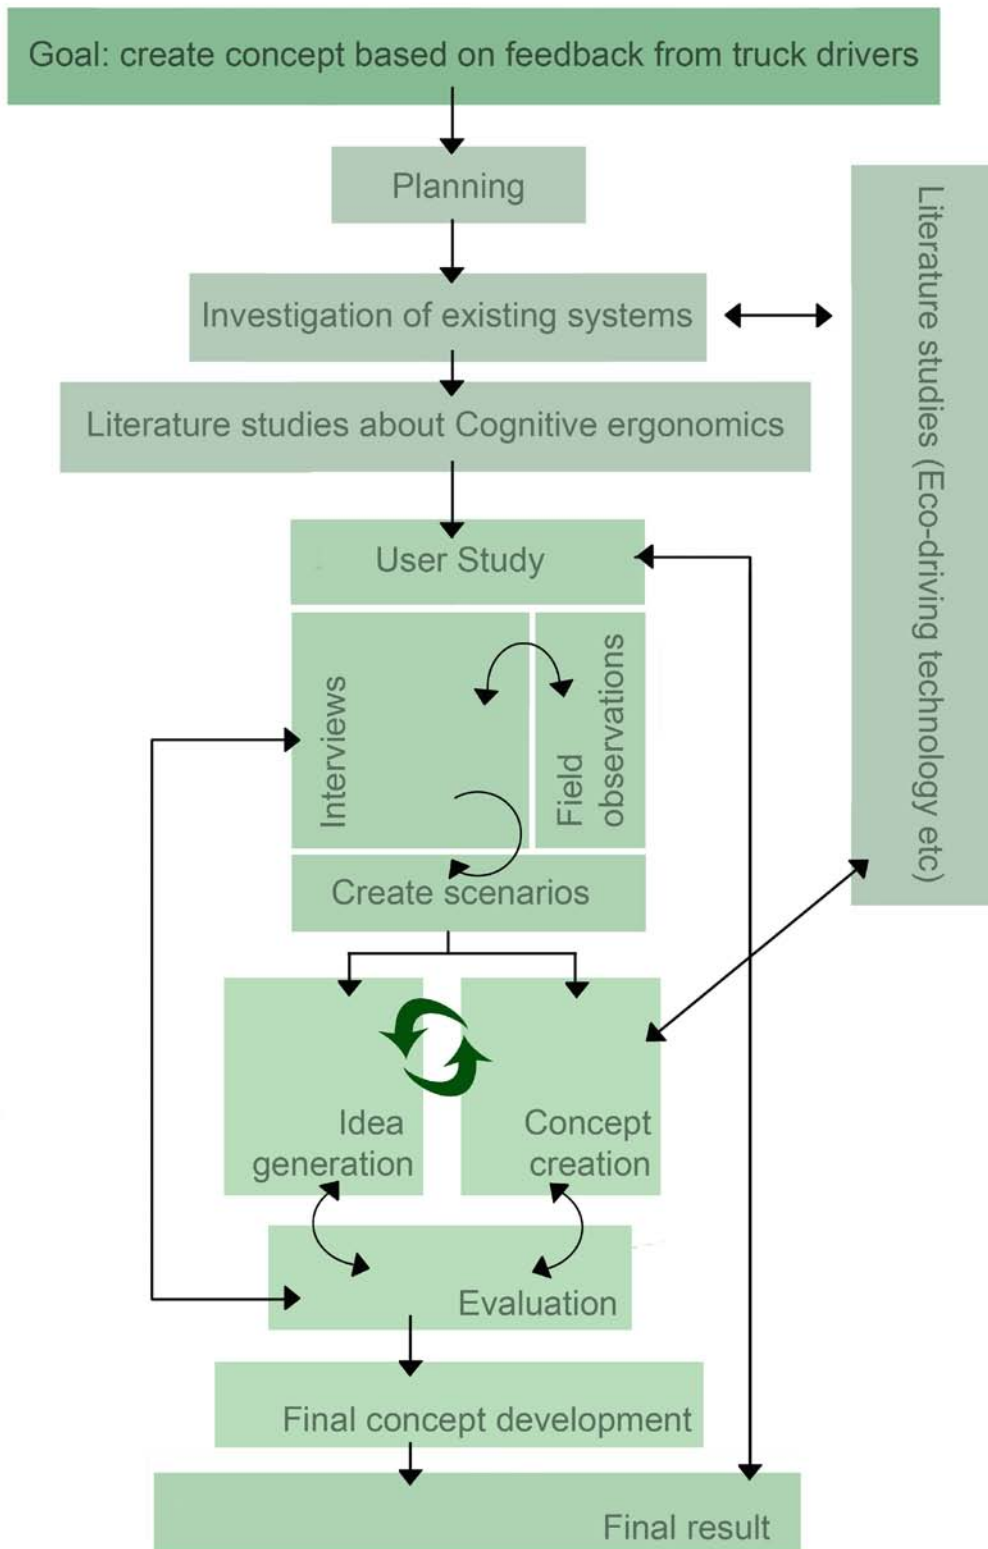 Goal: create concept based on feedback from truck drivers
Planning
Investigation of existing systems
Literature studies (Eco-driving technology etc)
Literature studies about Cognitive ergonomics
User Study
Interviews
Field
observations
Create scenarios
Idea
generation
Concept
creation
Evaluation
Final concept development
Final result